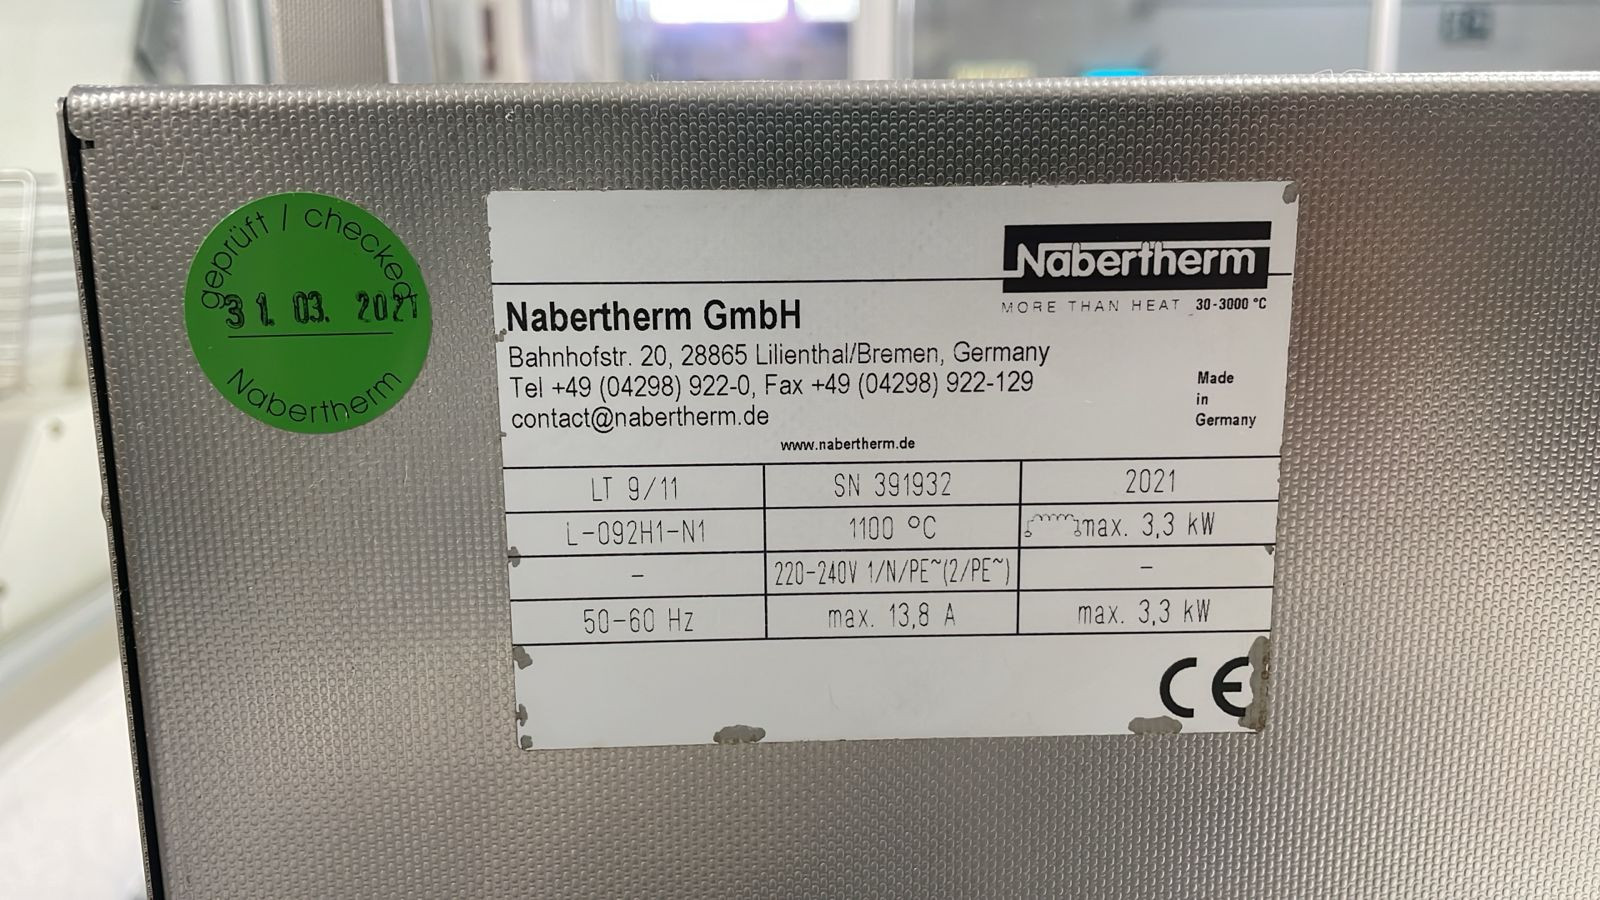 geprüft / checked
31. 03. 2021
Nabertherm
Nabertherm
MORE THAN HEAT 30-3000 °C
Nabertherm GmbH
Bahnhofstr. 20, 28865 Lilienthal/Bremen, Germany
Tel +49 (04298) 922-0, Fax +49 (04298) 922-129
contact@nabertherm.de
Made
in
Germany
www.nabertherm.de
LT 9/11 SN 391932 2021
L-092H1-N1 1100 °C max. 3,3 kW
- 220-240V 1/N/PE~(2/PE~) -
50-60 Hz max. 13,8 A max. 3,3 kW
CE